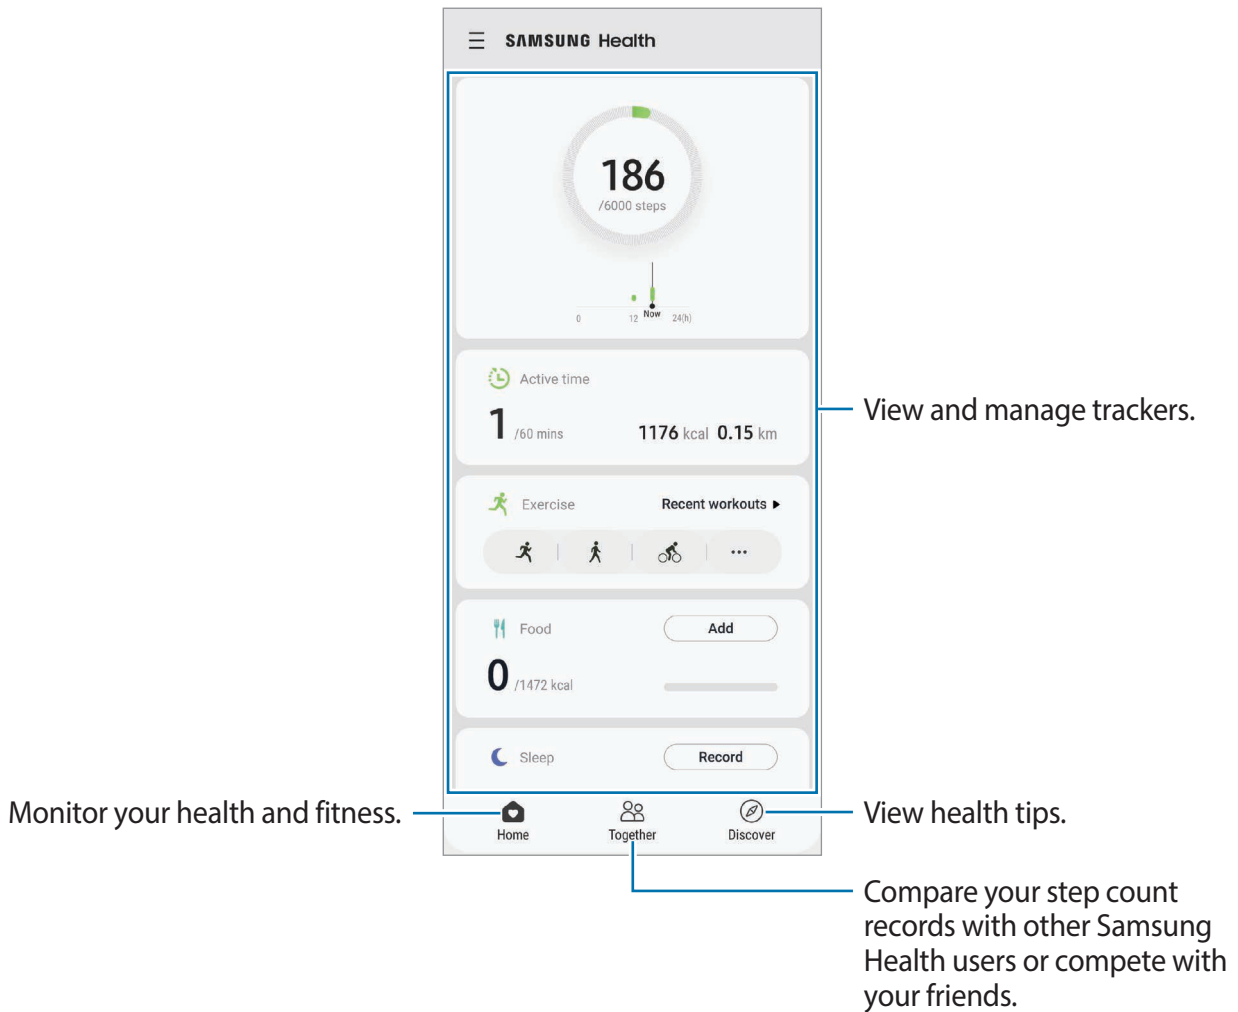 SAMSUNG Health
186
/6000 steps
0 12 Now 24(h)
Active time
1 /60 mins 1176 kcal 0.15 km
View and manage trackers.
Exercise Recent workouts
Food Add
0 /1472 kcal
Sleep Record
Monitor your health and fitness.
Home Together Discover
View health tips.
Compare your step count
records with other Samsung
Health users or compete with
your friends.